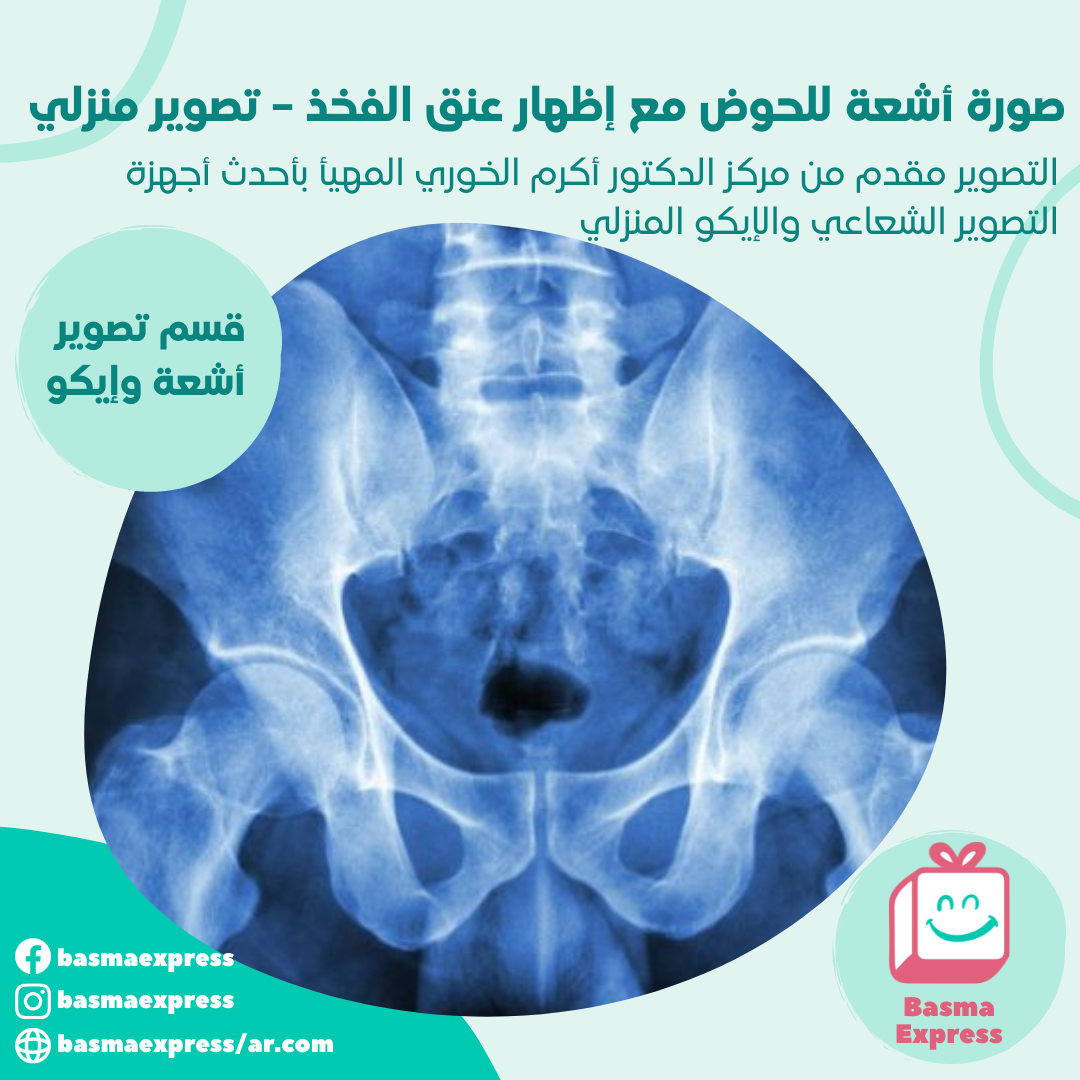 صورة أشعة للحوض مع إظهار عنق الفخذ – تصوير منزلي
التصوير مقدم من مركز الدكتور أكرم الخوري المهيأ بأحدث أجهزة
التصوير الشعاعي والإيكو المنزلي
قسم تصوير
أشعة وإيكو
basmaexpress
basmaexpress
basmaexpress/ar.com
Basma
Express